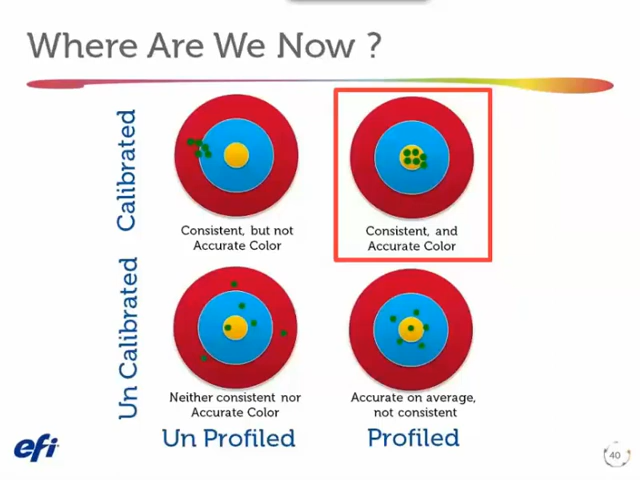 Where Are We Now ?
Calibrated
Consistent, but not
Accurate Color
Consistent, and
Accurate Color
Un Calibrated
Neither consistent nor
Accurate Color
Accurate on average,
not consistent
Un Profiled
Profiled
efi
40